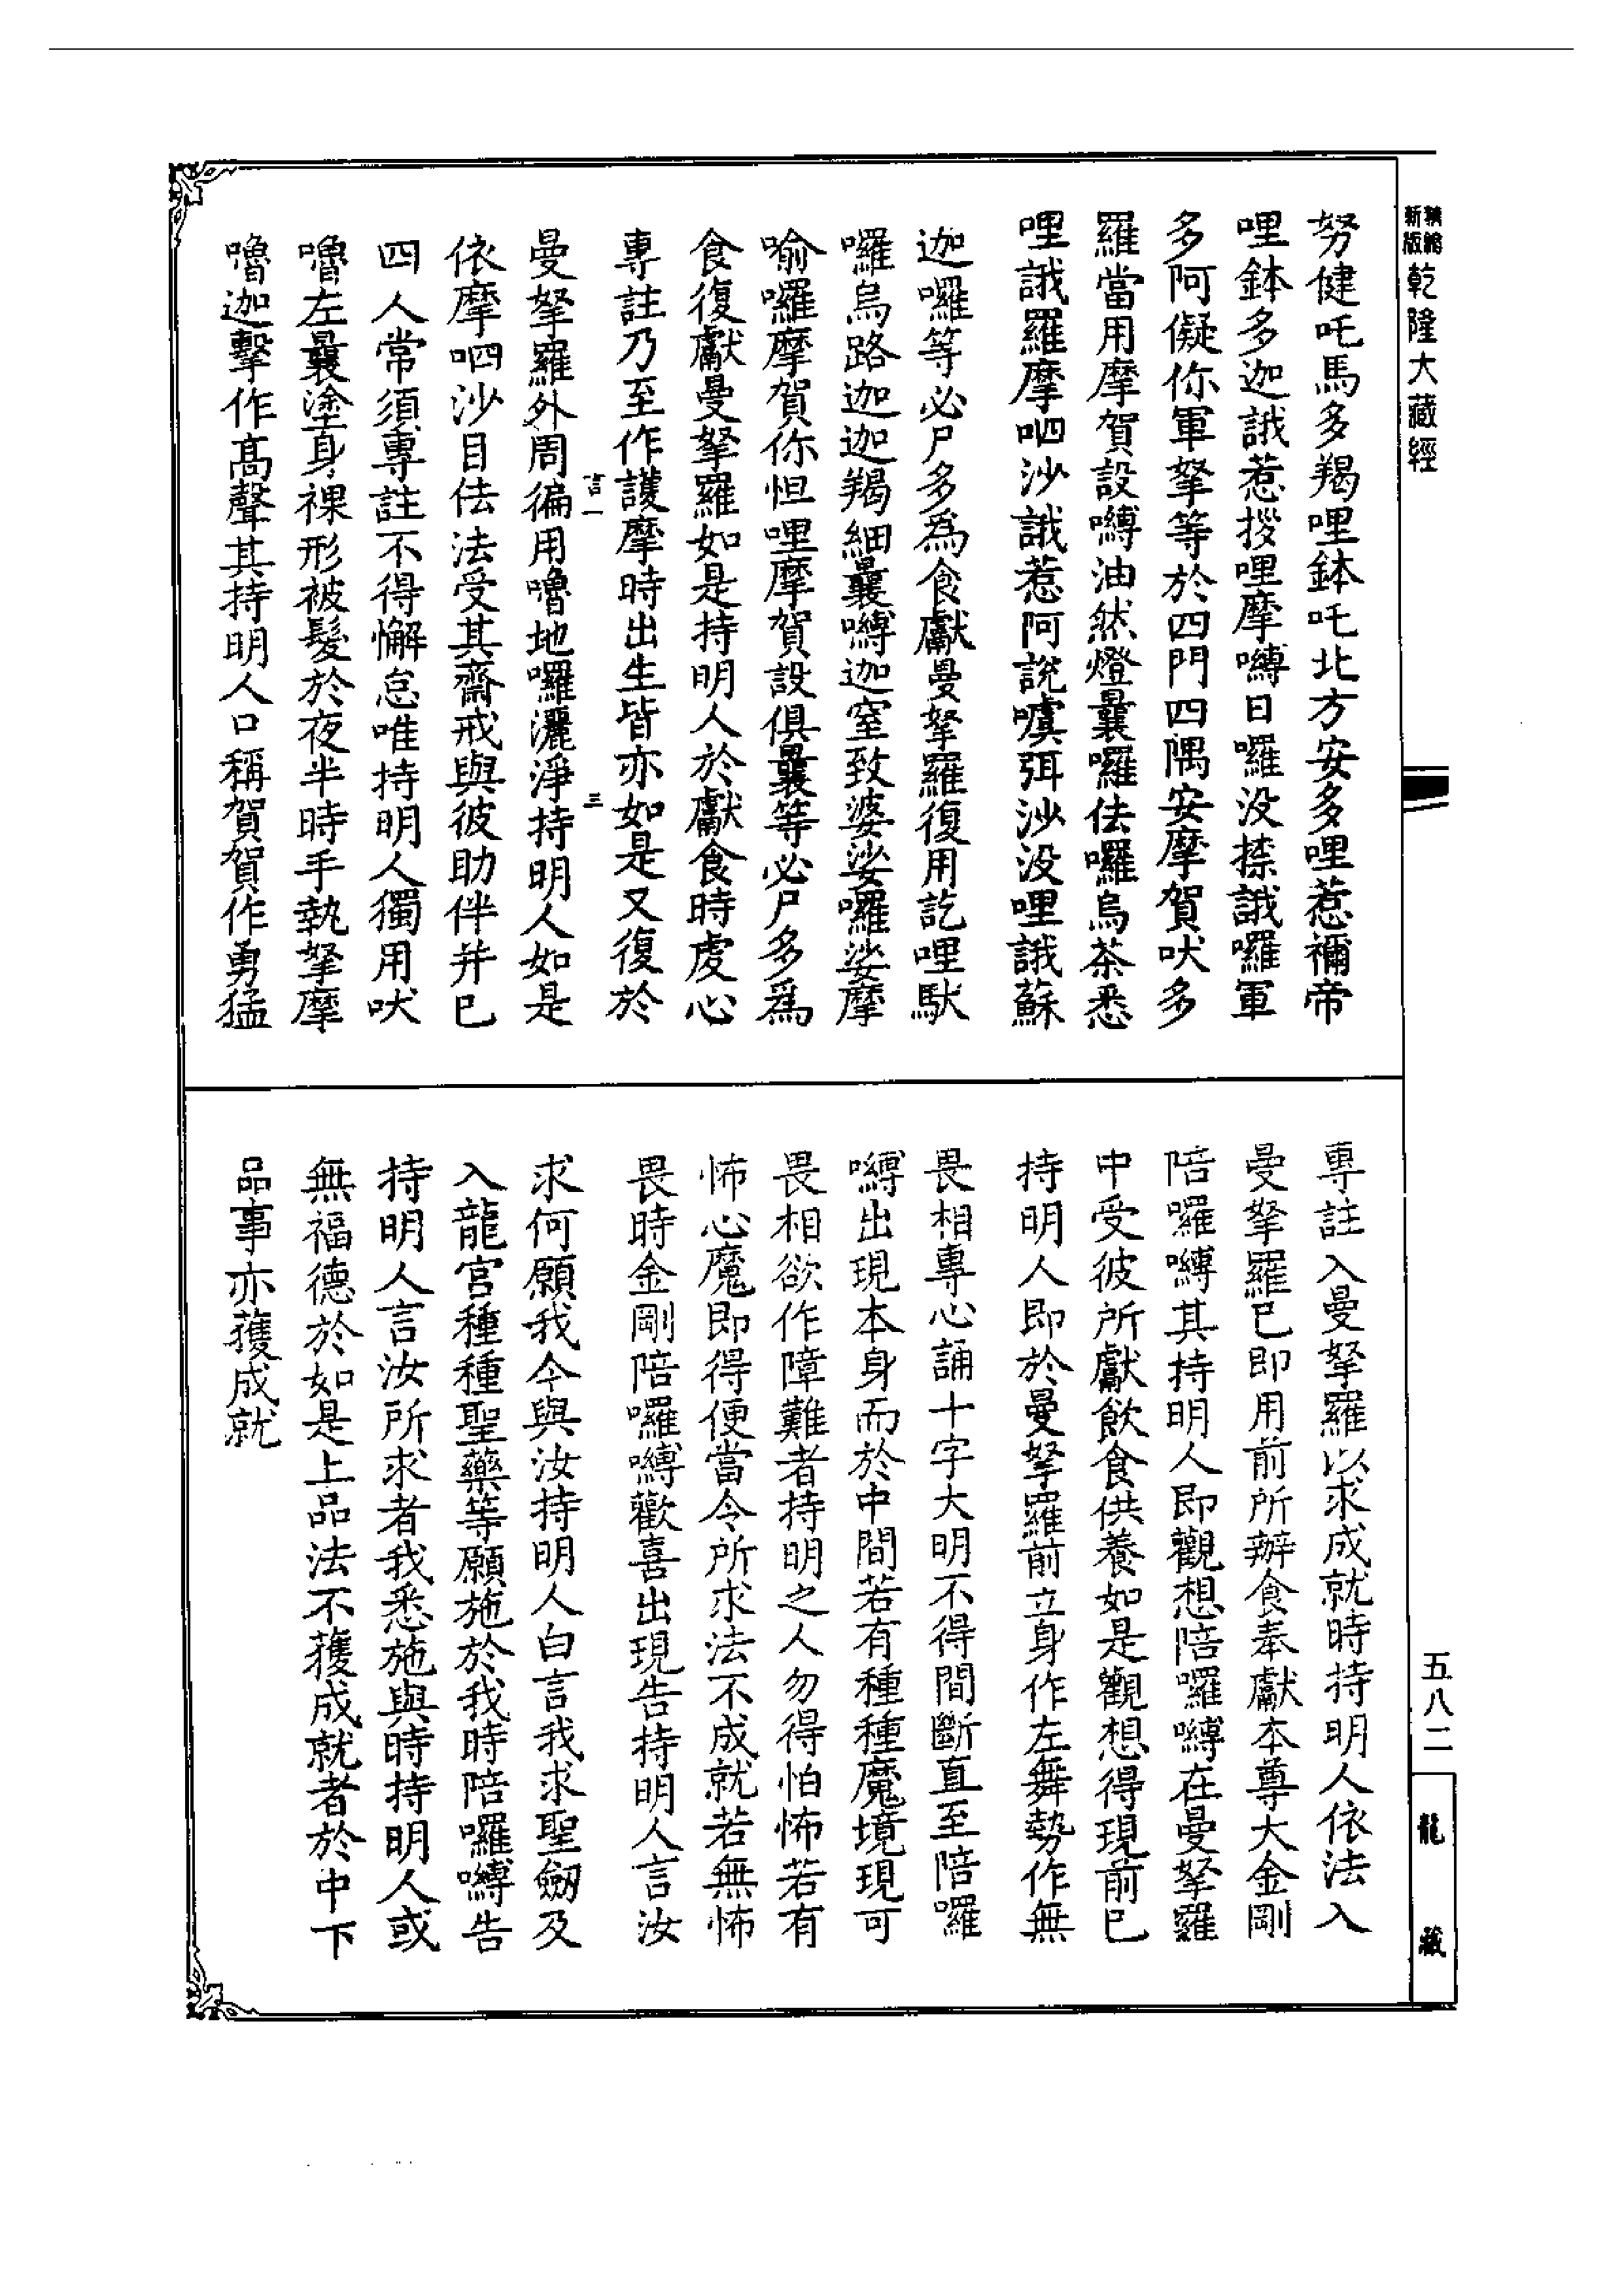 新版精縮乾隆大藏經
努健吒馬多羯哩鉢吒北方安多哩惹禰帝
哩鉢多迦誐惹拶哩摩嚩日囉没捺誐囉軍
多阿儗你軍拏等於四門四隅安摩賀吠多
羅當用摩賀設嚩油然燈曩囉佉囉烏茶悉
哩誐羅摩呬沙誐惹阿說㖸弭沙没哩誐蘇
迦囉等必尸多爲食獻曼拏羅復用訖哩馱
囉烏路迦迦羯細曩嚩迦窒致婆娑囉娑摩
喻囉摩賀你怛哩摩賀設俱曩等必尸多爲
食復獻曼拏羅如是持明人於獻食時虔心
專註乃至作護摩時出生皆亦如是又復於
言一
三
曼拏羅外周徧用嚕地囉灑淨持明人如是
依摩呬沙目佉法受其齋戒與彼助伴并已
四人常須專註不得懈怠唯持明人獨用吠
嚕左曩塗身裸形被髮於夜半時手執拏摩
嚕迦擊作高聲其持明人口稱賀賀作勇猛
專註入曼拏羅以求成就時持明人依法入
曼拏羅已即用前所辦食奉獻本尊大金剛
陪囉嚩其持明人即觀想陪囉嚩在曼拏羅
中受彼所獻飲食供養如是觀想得現前已
持明人即於曼拏羅前立身作左舞勢作無
畏相專心誦十字大明不得間斷直至陪囉
嚩出現本身而於中間若有種種魔境現可
畏相欲作障難者持明之人勿得怕怖若有
怖心魔即得便當令所求法不成就若無怖
畏時金剛陪囉嚩歡喜出現告持明人言汝
求何願我今與汝持明人白言我求聖劒及
入龍宫種種聖藥等願施於我時陪囉嚩告
持明人言汝所求者我悉施與時持明人或
無福德於如是上品法不獲成就者於中下
品事亦獲成就
五八二
龍藏